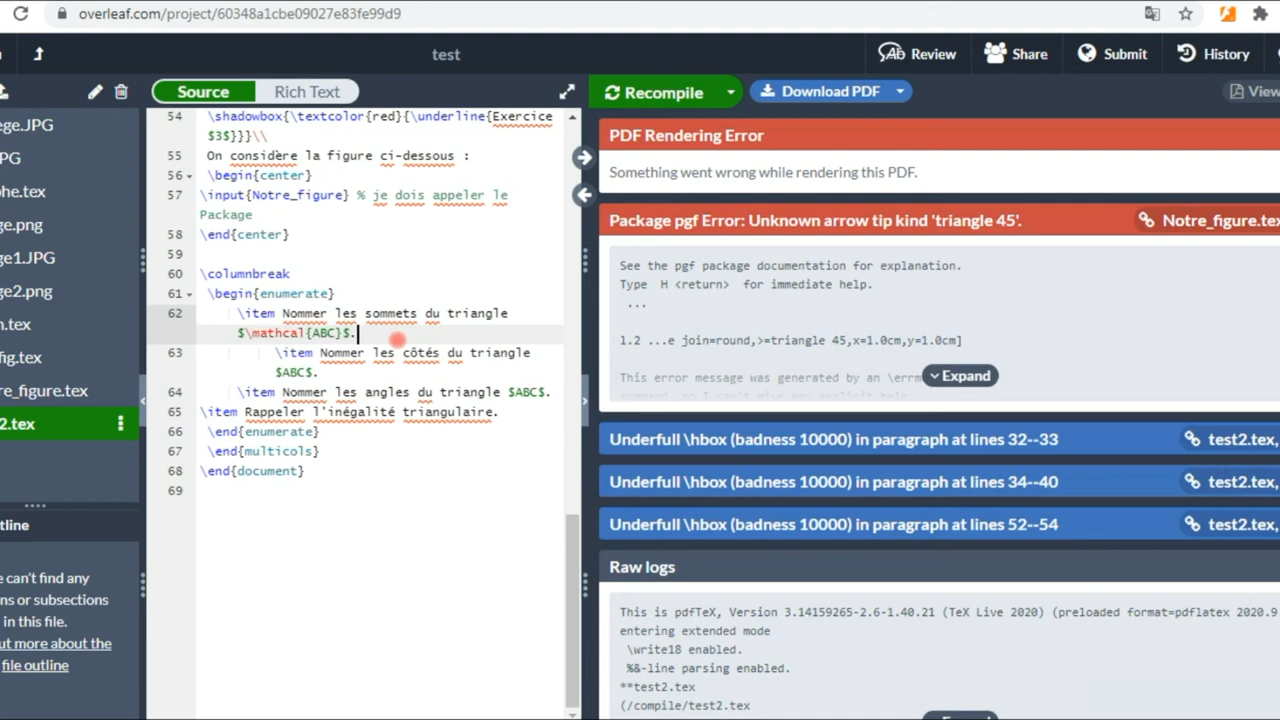 overleaf.com/project/60348a1cbe09027e83fe99d9
test
Review
Share
Submit
History
Source
Rich Text
Recompile
Download PDF
View
ege.JPG
PG
phe.tex
ge.png
ge1.JPG
ge2.png
n.tex
fig.tex
re_figure.tex
2.tex
tline
e can't find any
ns or subsections
in this file.
out more about the
file outline
54 \shadowbox{\textcolor{red}{\underline{Exercice
$3$}}}\\
55 On considère la figure ci-dessous :
56 \begin{center}
57 \input{Notre_figure} % je dois appeler le
Package
58 \end{center}
59
60 \columnbreak
61 \begin{enumerate}
62 \item Nommer les sommets du triangle
$\mathcal{ABC}$.
63 \item Nommer les côtés du triangle
$ABC$.
64 \item Nommer les angles du triangle $ABC$.
65 \item Rappeler l'inégalité triangulaire.
66 \end{enumerate}
67 \end{multicols}
68 \end{document}
69
PDF Rendering Error
Something went wrong while rendering this PDF.
Package pgf Error: Unknown arrow tip kind 'triangle 45'.
Notre_figure.te
See the pgf package documentation for explanation.
Type H <return> for immediate help.
...
l.2 ...e join=round,>=triangle 45,x=1.0cm,y=1.0cm]
This error message was generated by an \errm
Expand
Underfull \hbox (badness 10000) in paragraph at lines 32--33
test2.tex,
Underfull \hbox (badness 10000) in paragraph at lines 34--40
test2.tex,
Underfull \hbox (badness 10000) in paragraph at lines 52--54
test2.tex,
Raw logs
This is pdfTeX, Version 3.14159265-2.6-1.40.21 (TeX Live 2020) (preloaded format=pdflatex 2020.9
entering extended mode
\write18 enabled.
%&-line parsing enabled.
**test2.tex
(/compile/test2.tex